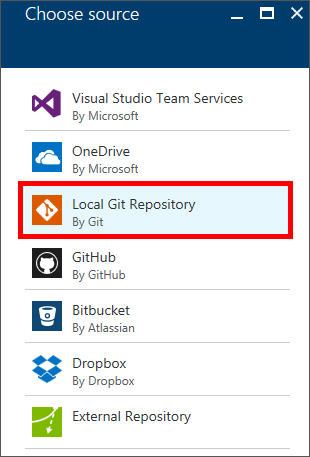 Choose source
Visual Studio Team Services
By Microsoft
OneDrive
By Microsoft
Local Git Repository
By Git
GitHub
By GitHub
Bitbucket
By Atlassian
Dropbox
By Dropbox
External Repository